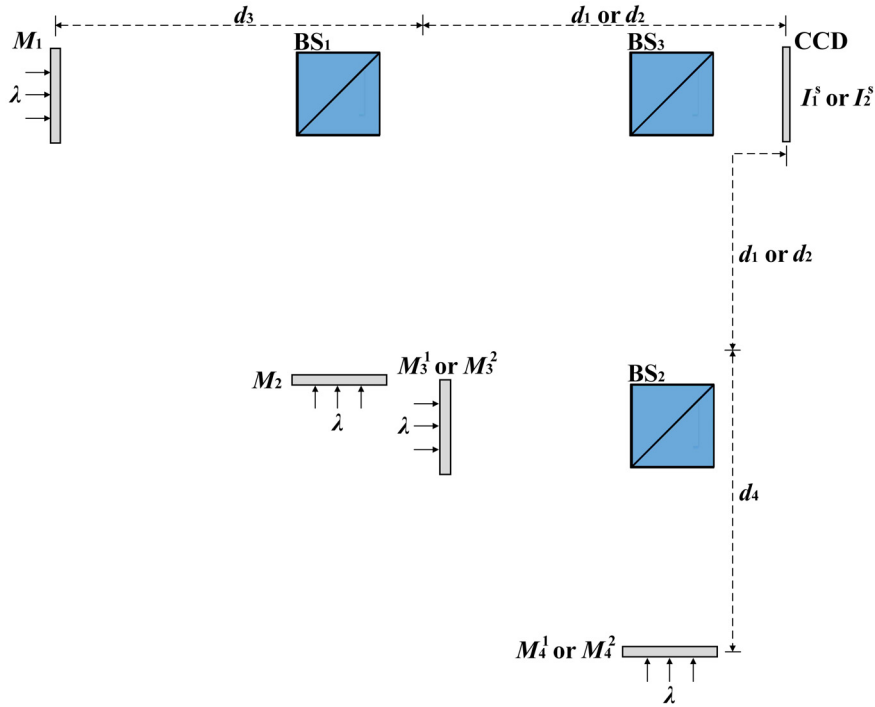 d₃
d₁ or d₂
M₁
BS₁
BS₃
CCD
λ
I₁ˢ or I₂ˢ
d₁ or d₂
M₂
M₃¹ or M₃²
BS₂
λ
λ
d₄
M₄¹ or M₄²
λ